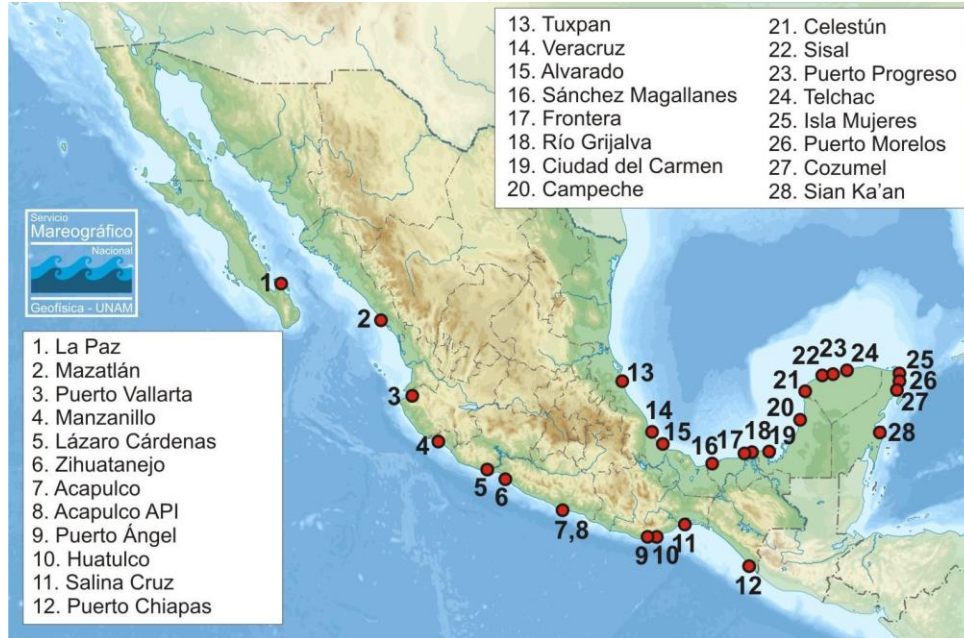 13. Tuxpan
14. Veracruz
15. Alvarado
16. Sánchez Magallanes
17. Frontera
18. Río Grijalva
19. Ciudad del Carmen
20. Campeche
21. Celestún
22. Sisal
23. Puerto Progreso
24. Telchac
25. Isla Mujeres
26. Puerto Morelos
27. Cozumel
28. Sian Ka'an
Servicio
Mareográfico
Nacional
Geofísica - UNAM
1. La Paz
2. Mazatlán
3. Puerto Vallarta
4. Manzanillo
5. Lázaro Cárdenas
6. Zihuatanejo
7. Acapulco
8. Acapulco API
9. Puerto Ángel
10. Huatulco
11. Salina Cruz
12. Puerto Chiapas
1
2
3
4
5
6
7,8
9
10
11
12
13
14
15
16
17
18
19
20
21
22
23
24
25
26
27
28